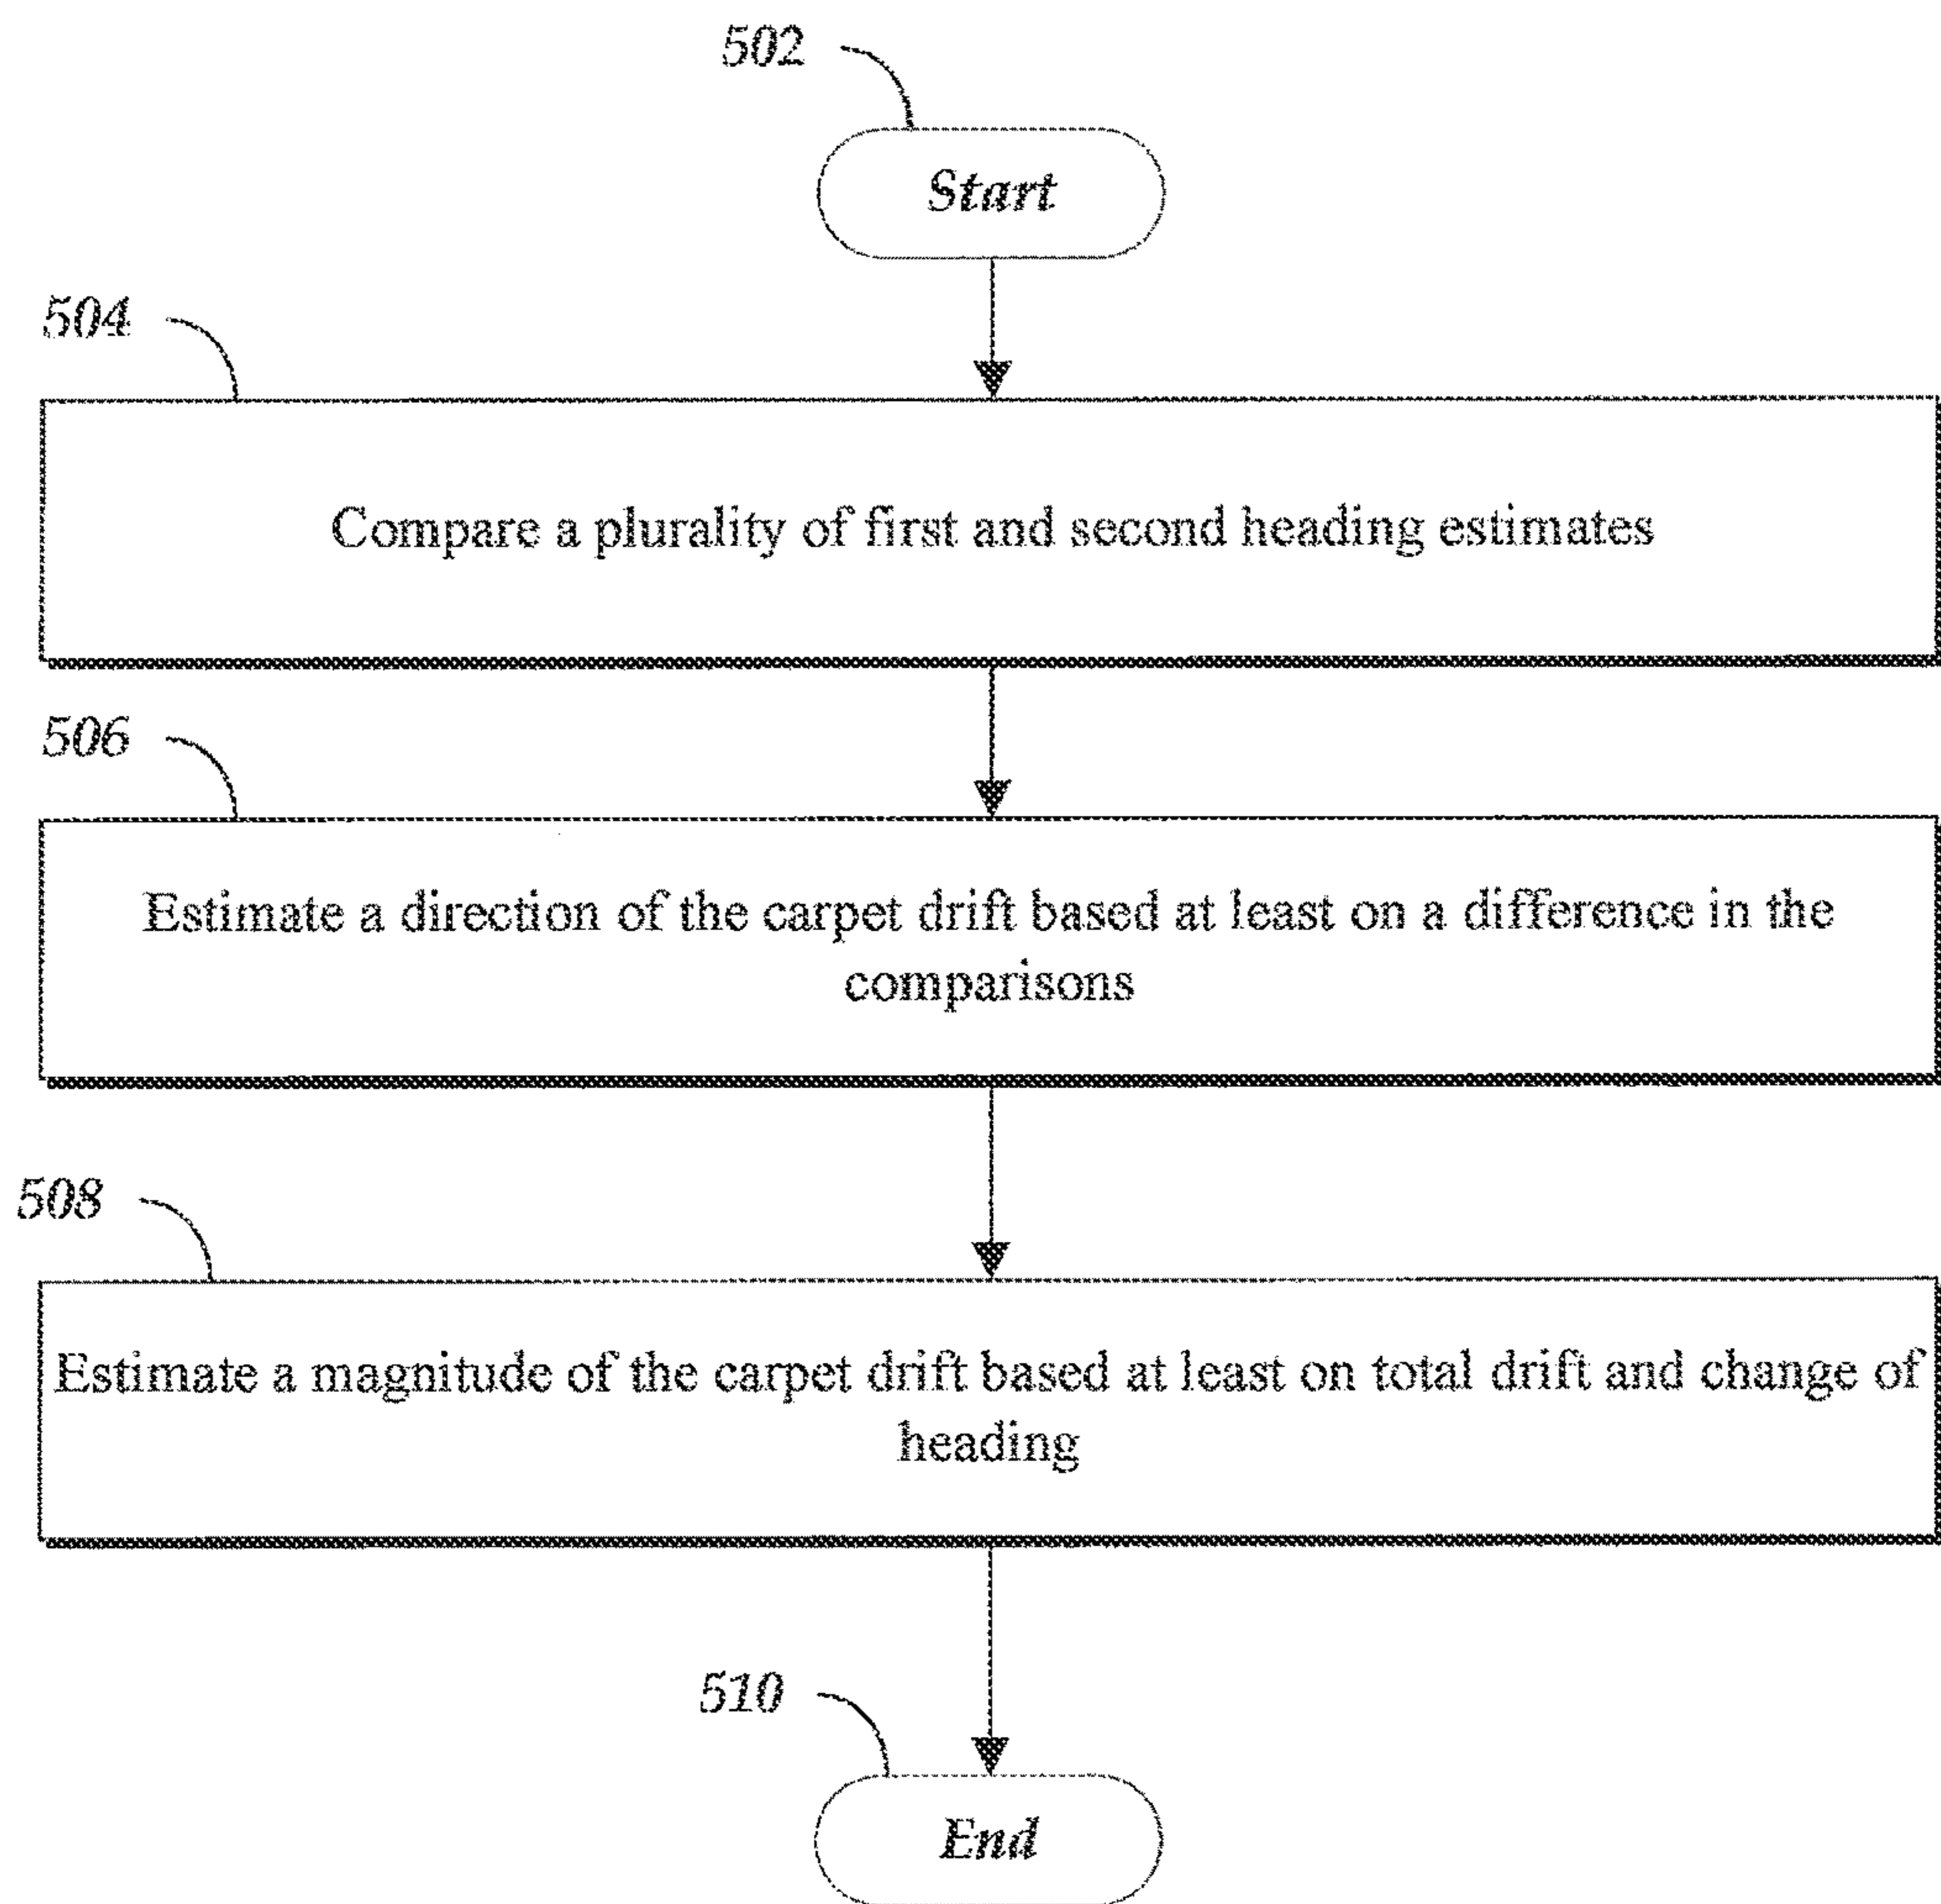 502
Start
504
Compare a plurality of first and second heading estimates
506
Estimate a direction of the carpet drift based at least on a difference in the
comparisons
508
Estimate a magnitude of the carpet drift based at least on total drift and change of
heading
510
End